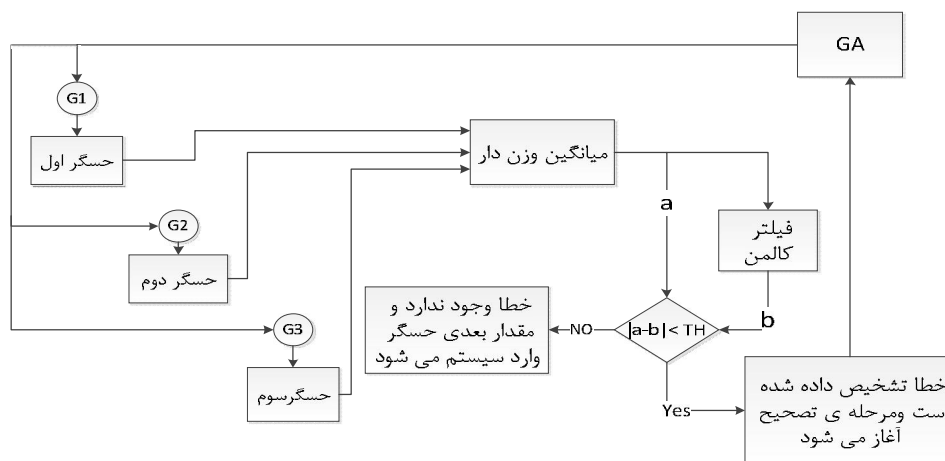 GA
G1
حسگر اول
میانگین وزن دار
a
G2
فیلتر
کالمن
حسگر دوم
b
خطا وجود ندارد و
مقدار بعدی حسگر
وارد سیستم می شود
NO
|a-b|< TH
G3
حسگرسوم
Yes
خطا تشخیص داده شده
ست ومرحله ی تصحیح
آغاز می شود